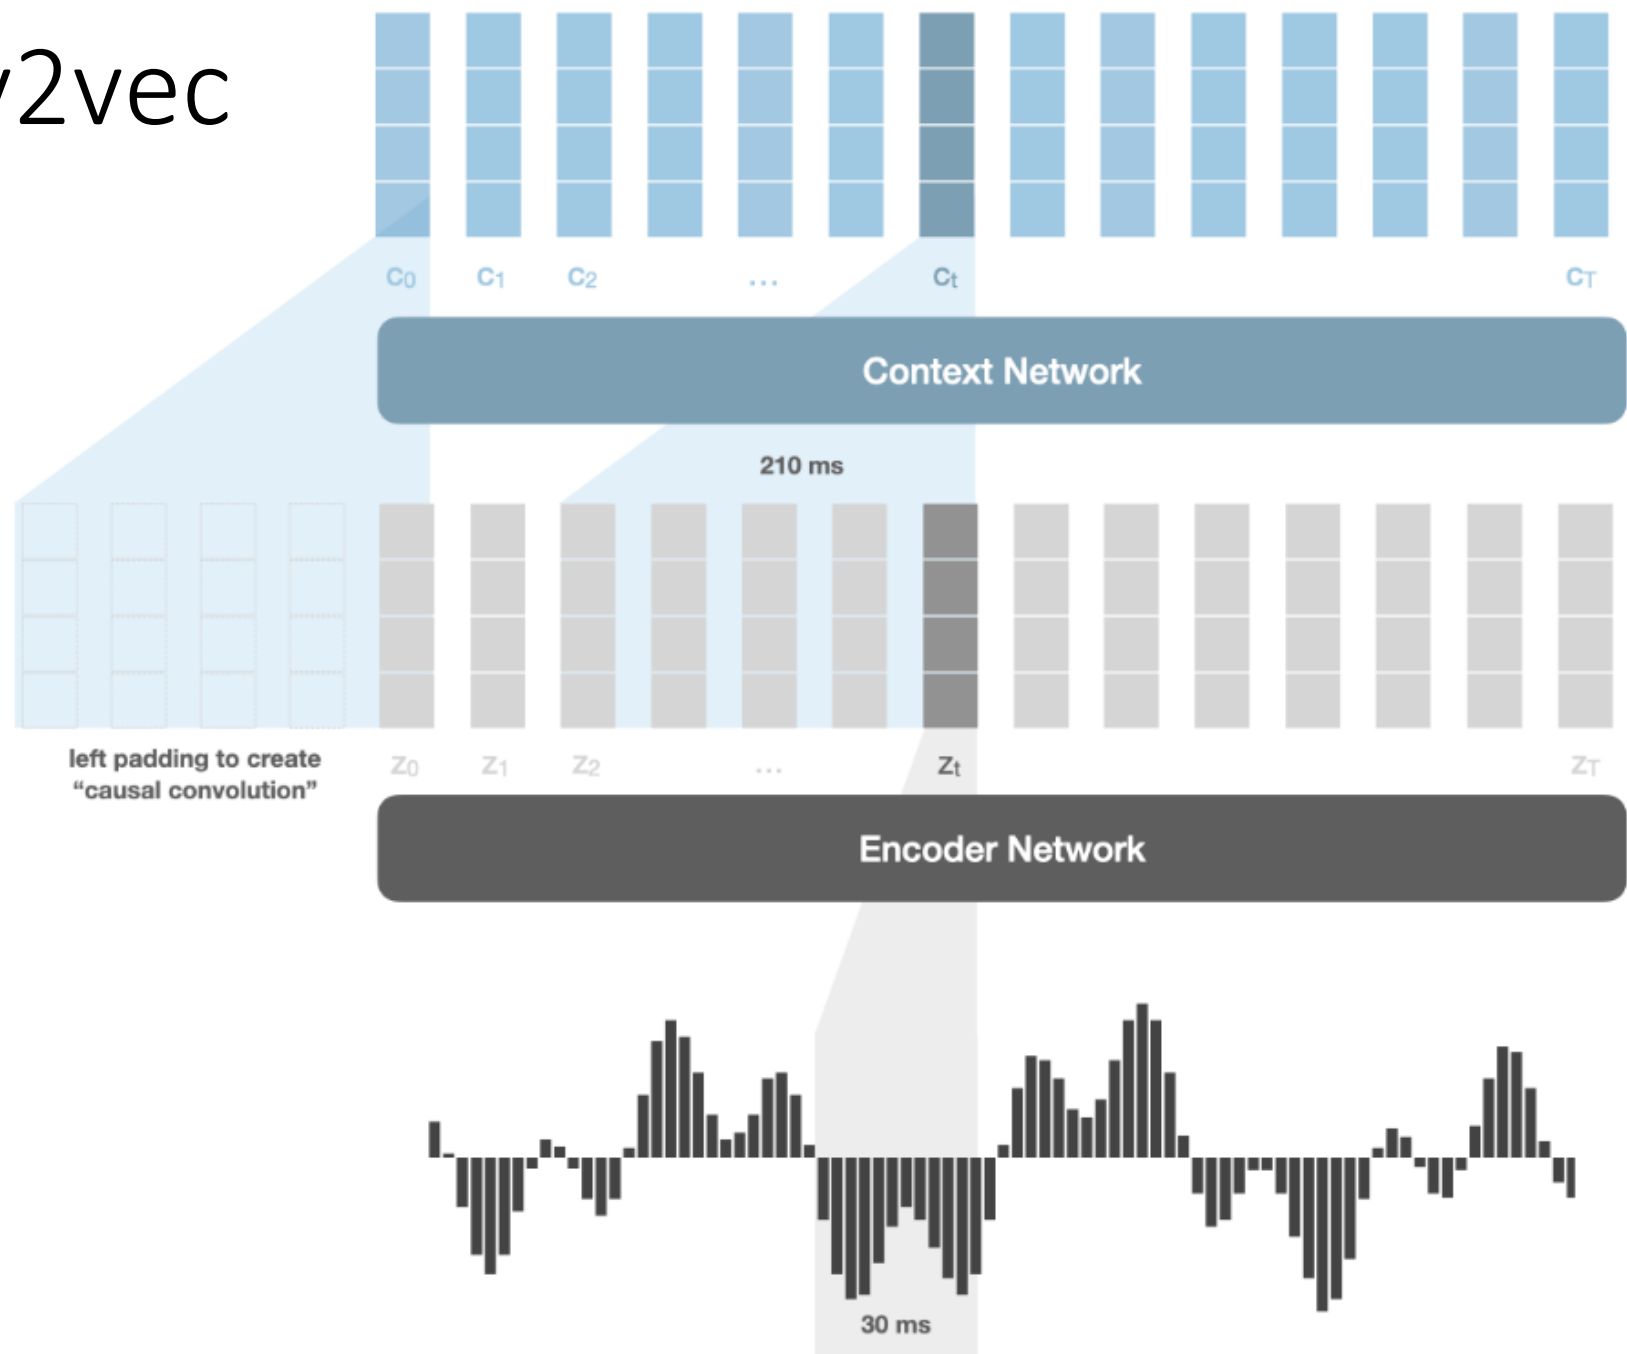 v2vec
C0 C1 C2 ... Ct CT
Context Network
210 ms
left padding to create
“causal convolution”
Z0 Z1 Z2 ... Zt ZT
Encoder Network
30 ms